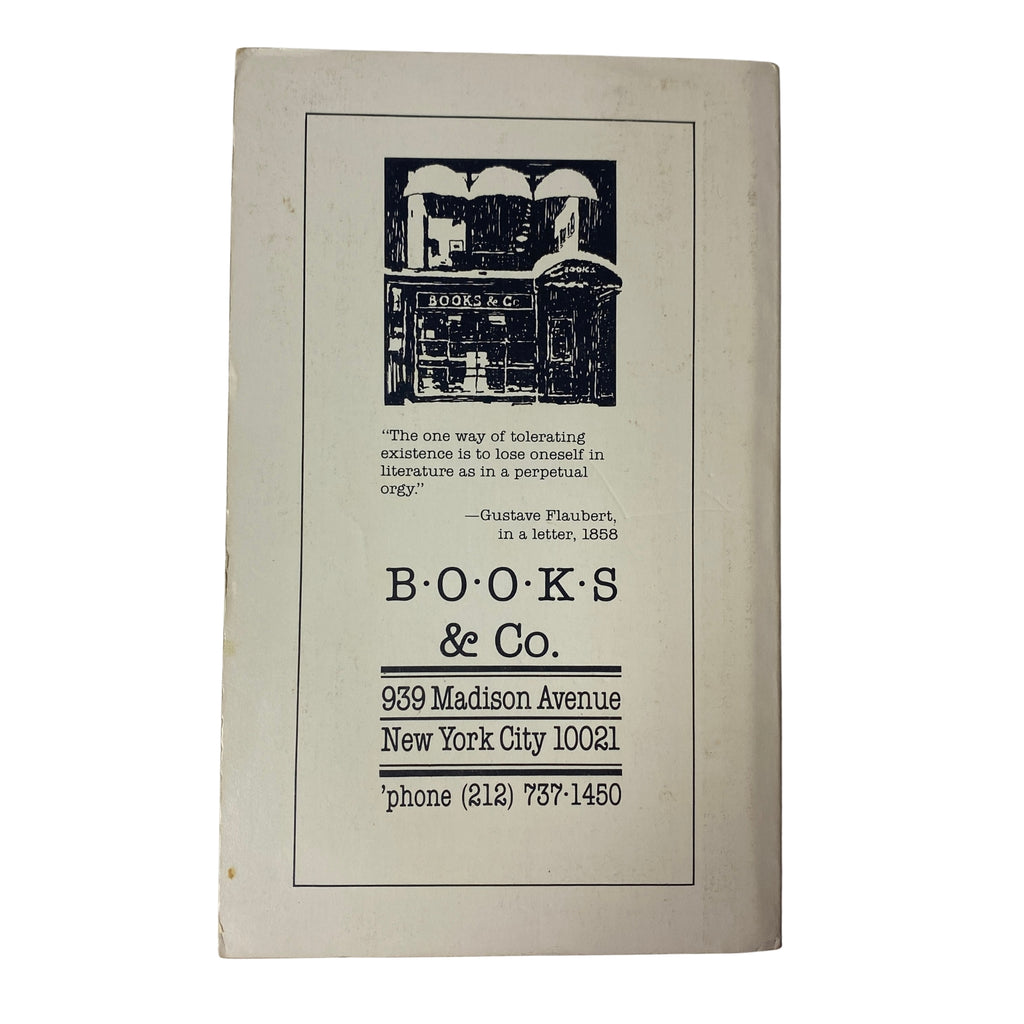 BOOKS
BOOKS & Co.
“The one way of tolerating
existence is to lose oneself in
literature as in a perpetual
orgy.”
—Gustave Flaubert,
in a letter, 1858
B·O·O·K·S
& Co.
939 Madison Avenue
New York City 10021
’phone (212) 737·1450